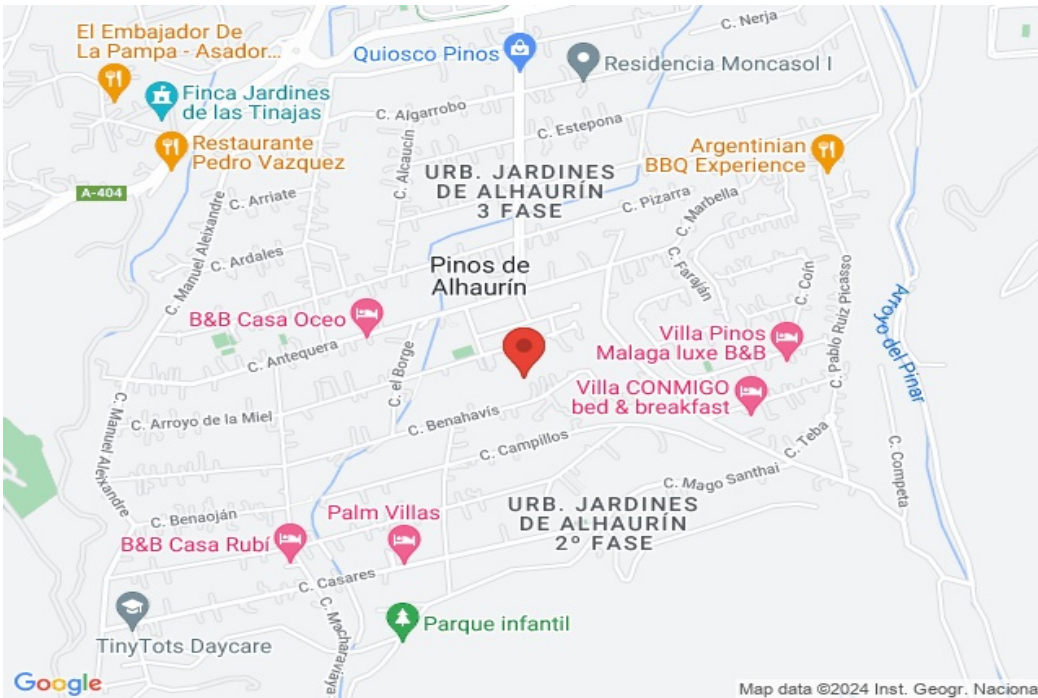 El Embajador De
La Pampa - Asador...
Quiosco Pinos
C. Nerja
Residencia Moncasol I
Finca Jardines
de las Tinajas
C. Algarrobo
C. Estepona
Restaurante
Pedro Vazquez
C. Alcaucín
Argentinian
BBQ Experience
A-404
URB. JARDINES
DE ALHAURÍN
3 FASE
C. Arriate
C. Pizarra
C. Marbella
C. Manuel Aleixandre
C. Ardales
Pinos de
Alhaurín
C. Faraján
C. Coín
C. Pablo Ruiz Picasso
Arroyo del Pinar
B&B Casa Oceo
Villa Pinos
Malaga luxe B&B
C. Antequera
C. el Borge
Villa CONMIGO
bed & breakfast
C. Manuel Aleixandre
C. Arroyo de la Miel
C. Benahavís
C. Campillos
C. Teba
C. Competa
C. Mago Santhai
C. Benaoján
Palm Villas
URB. JARDINES
DE ALHAURÍN
2º FASE
B&B Casa Rubí
C. Casares
C. Macharaviaya
Parque infantil
TinyTots Daycare
Google
Map data ©2024 Inst. Geogr. Naciona